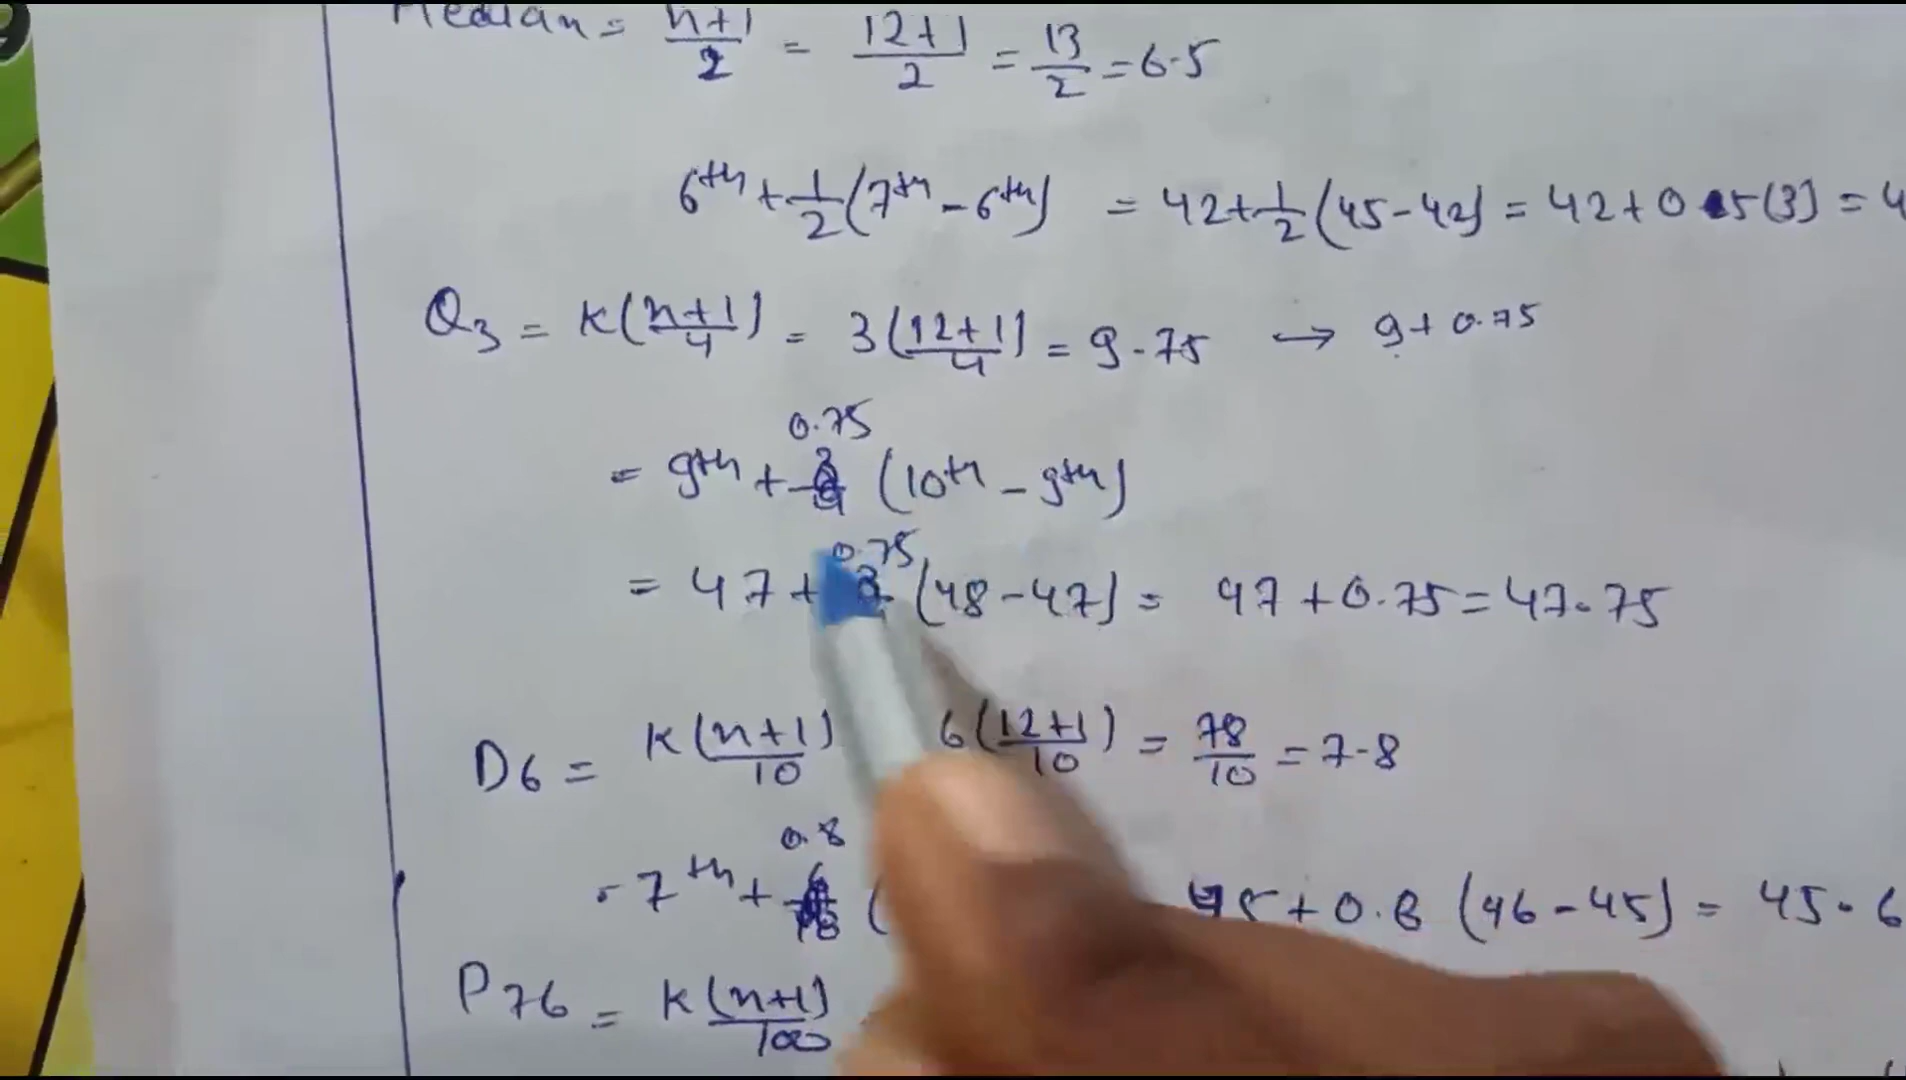 Median = n+1/2 = 12+1/2 = 13/2 = 6.5
6th + 1/2 (7th - 6th) = 42 + 1/2 (45-42) = 42 + 0.5(3) = 4
Q3 = k(n+1/4) = 3(12+1/4) = 9.75 → 9 + 0.75
= 9th + 0.75 (10th - 9th)
= 47 + 0.75 (48-47) = 47 + 0.75 = 47.75
D6 = k(n+1/10) 6(12+1/10) = 78/10 = 7.8
= 7th + 0.8 ( 45 + 0.8 (46-45) = 45.6
P76 = k(n+1)/100